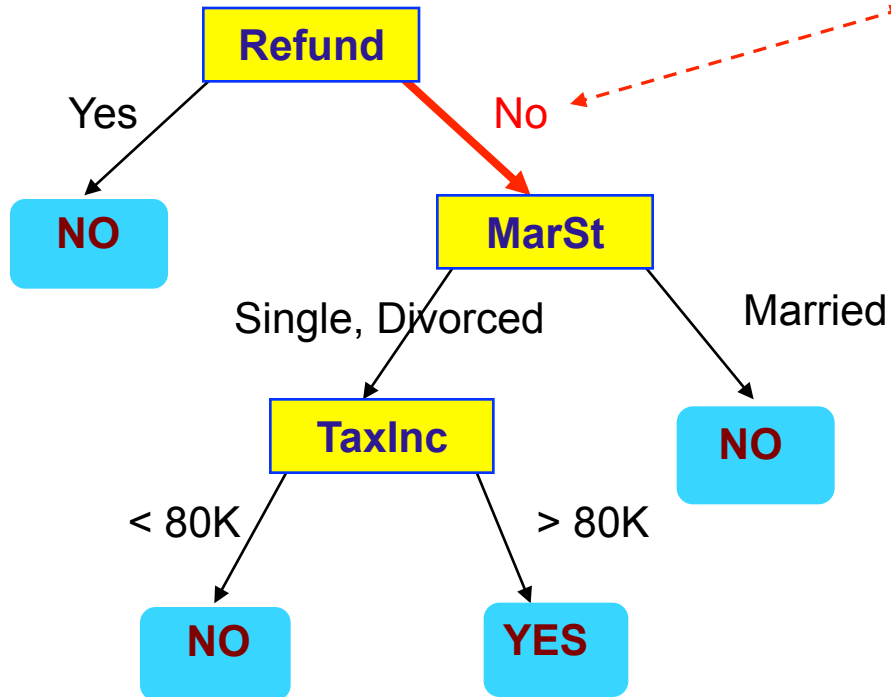 Refund
Yes
No
NO
MarSt
Single, Divorced
Married
TaxInc
NO
< 80K
> 80K
NO
YES